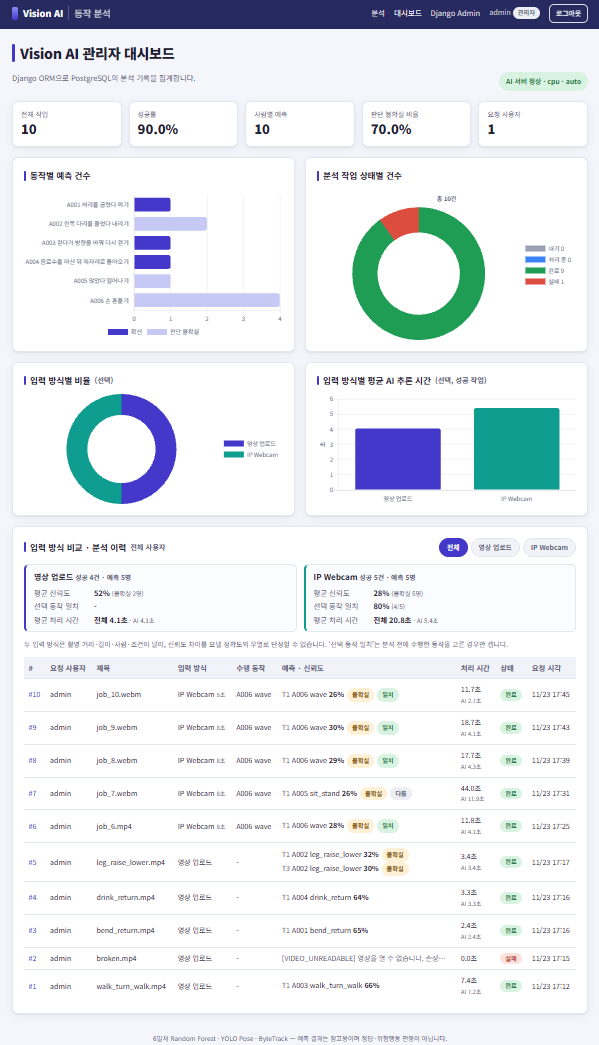 Vision AI 동작 분석
분석 대시보드 Django Admin admin 관리자 로그아웃
Vision AI 관리자 대시보드
Django ORM으로 PostgreSQL의 분석 기록을 집계합니다.
AI 서버 정상 · cpu · auto
전체 작업
10
성공률
90.0%
사람별 예측
10
판단 불확실 비율
70.0%
요청 사용자
1
동작별 예측 건수
A001 허리를 굽혔다 펴기
A002 한쪽 다리를 들었다 내리기
A003 걷다가 방향을 바꿔 다시 걷기
A004 음료수를 마신 뒤 제자리로 돌아오기
A005 앉았다 일어나기
A006 손 흔들기
0 1 2 3 4
확신 판단 불확실
분석 작업 상태별 건수
총 10건
대기 0
처리 중 0
완료 9
실패 1
입력 방식별 비율 (선택)
영상 업로드
IP Webcam
입력 방식별 평균 AI 추론 시간 (선택, 성공 작업)
6
5
4
3
2
1
0
초
영상 업로드 IP Webcam
입력 방식 비교 · 분석 이력 전체 사용자
전체 영상 업로드 IP Webcam
영상 업로드 성공 4건 · 예측 5명
평균 신뢰도 52% (불확실 2명)
선택 동작 일치 -
평균 처리 시간 전체 4.1초 · AI 4.1초
IP Webcam 성공 5건 · 예측 5명
평균 신뢰도 28% (불확실 5명)
선택 동작 일치 80% (4/5)
평균 처리 시간 전체 20.8초 · AI 5.4초
두 입력 방식은 촬영 거리·길이·사람·조건이 달라, 신뢰도 차이를 모델 정확도의 우열로 단정할 수 없습니다. '선택 동작 일치'는 분석 전에 수행한 동작을 고른 경우만 셉니다.
# 요청 사용자 제목 입력 방식 수행 동작 예측 · 신뢰도 처리 시간 상태 요청 시각
#10 admin job_10.webm IP Webcam 5초 A006 wave T1 A006 wave 26% 불확실 일치 11.7초 AI 2.7초 완료 11/23 17:45
#9 admin job_9.webm IP Webcam 8초 A006 wave T1 A006 wave 30% 불확실 일치 18.7초 AI 4.1초 완료 11/23 17:43
#8 admin job_8.webm IP Webcam 8초 A006 wave T1 A006 wave 29% 불확실 일치 17.7초 AI 4.3초 완료 11/23 17:39
#7 admin job_7.webm IP Webcam 8초 A006 wave T1 A005 sit_stand 26% 불확실 다름 44.0초 AI 11.9초 완료 11/23 17:31
#6 admin job_6.mp4 IP Webcam 8초 A006 wave T1 A006 wave 28% 불확실 일치 11.8초 AI 4.1초 완료 11/23 17:25
#5 admin leg_raise_lower.mp4 영상 업로드 - T1 A002 leg_raise_lower 32% 불확실 3.4초 AI 3.4초 완료 11/23 17:17
T3 A002 leg_raise_lower 30% 불확실
#4 admin drink_return.mp4 영상 업로드 - T1 A004 drink_return 64% 3.3초 AI 3.3초 완료 11/23 17:16
#3 admin bend_return.mp4 영상 업로드 - T1 A001 bend_return 65% 2.4초 AI 2.4초 완료 11/23 17:16
#2 admin broken.mp4 영상 업로드 - [VIDEO_UNREADABLE] 영상을 열 수 없습니다. 손상… 0.0초 실패 11/23 17:15
#1 admin walk_turn_walk.mp4 영상 업로드 - T1 A003 walk_turn_walk 66% 7.4초 AI 7.2초 완료 11/23 17:12
6일차 Random Forest · YOLO Pose · ByteTrack — 예측 결과는 참고용이며 정답·위험행동 판정이 아닙니다.